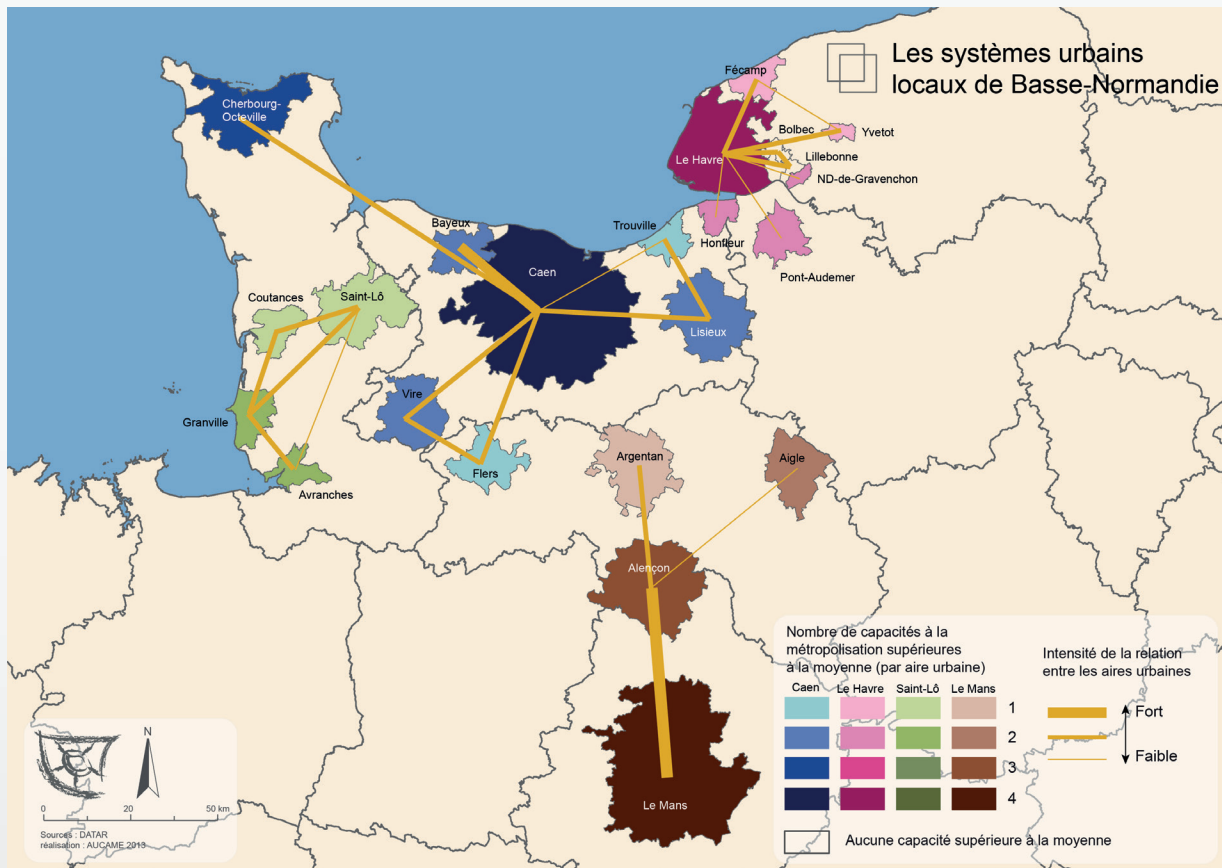 Les systèmes urbains
locaux de Basse-Normandie
Fécamp
Cherbourg-
Octeville
Bolbec
Yvetot
Le Havre
Lillebonne
ND-de-Gravenchon
Bayeux
Trouville
Honfleur
Pont-Audemer
Caen
Coutances
Saint-Lô
Lisieux
Vire
Granville
Flers
Argentan
Aigle
Avranches
Alençon
Le Mans
Nombre de capacités à la
métropolisation supérieures
à la moyenne (par aire urbaine)
Caen Le Havre Saint-Lô Le Mans
1
2
3
4
Aucune capacité supérieure à la moyenne
Intensité de la relation
entre les aires urbaines
Fort
Faible
N
0 20 50 km
Sources : DATAR
réalisation : AUCAME 2013